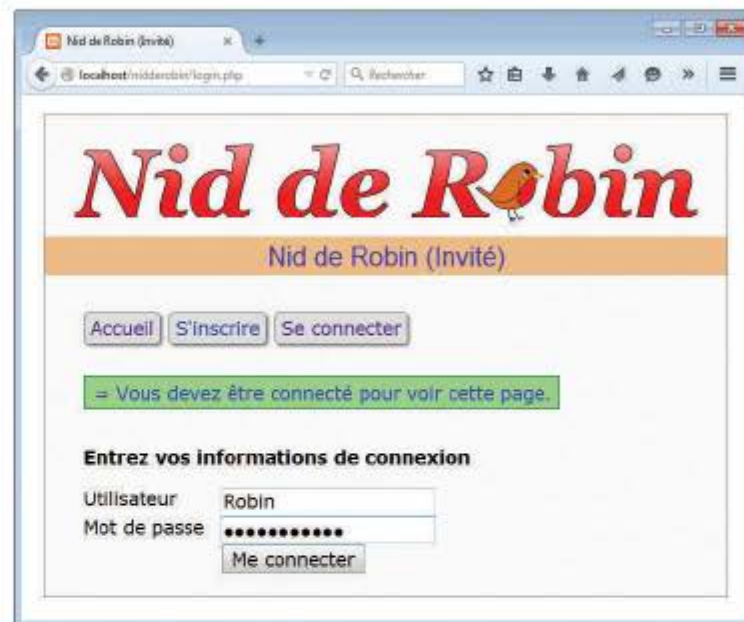 Nid de Robin (Invité)
localhost/nidderobin/login.php
Rechercher
Nid de Robin
Nid de Robin (Invité)
Accueil S'inscrire Se connecter
= Vous devez être connecté pour voir cette page.
Entrez vos informations de connexion
Utilisateur Robin
Mot de passe •••••••••••
Me connecter